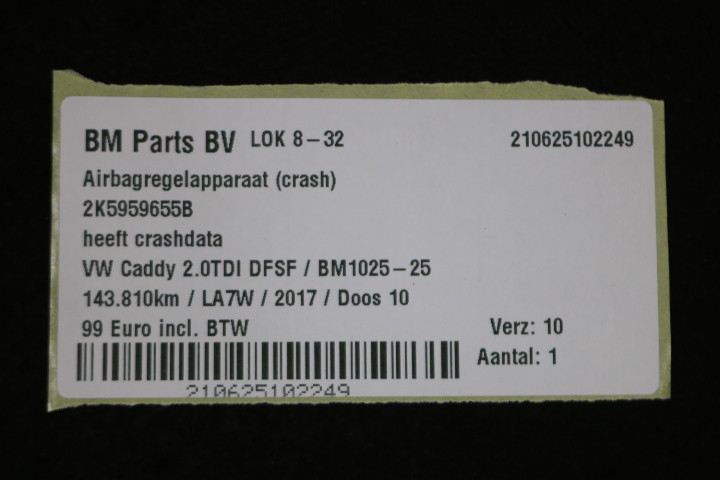 BM Parts BV LOK 8-32 210625102249
Airbagregelapparaat (crash)
2K5959655B
heeft crashdata
VW Caddy 2.0TDI DFSF / BM1025-25
143.810km / LA7W / 2017 / Doos 10
99 Euro incl. BTW Verz: 10
Aantal: 1
210625102249